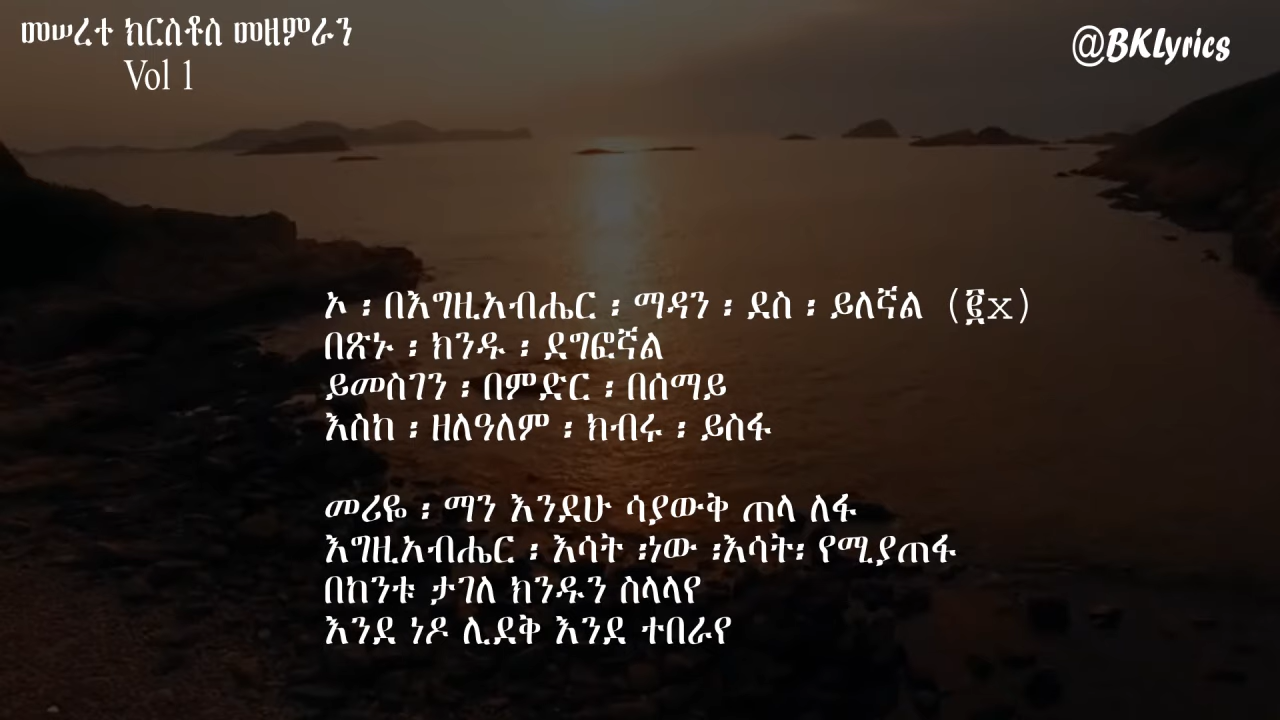 መሠረተ ክርስቶስ መዘምራን
Vol 1
@BKLyrics
ኦ ፡ በእግዚአብሔር ፡ ማዳን ፡ ደስ ፡ ይለኛል (፪x)
በጽኑ ፡ ክንዱ ፡ ደግፎኛል
ይመስገን ፡ በምድር ፡ በሰማይ
እስከ ፡ ዘለዓለም ፡ ክብሩ ፡ ይስፋ
መሪዬ ፡ ማን እንደሁ ሳያውቅ ጠላ ለፋ
እግዚአብሔር ፡ እሳት ፡ነው ፡እሳት፡ የሚያጠፋ
በከንቱ ታገለ ክንዱን ስላላየ
እንደ ነዶ ሊደቅ እንደ ተበራየ